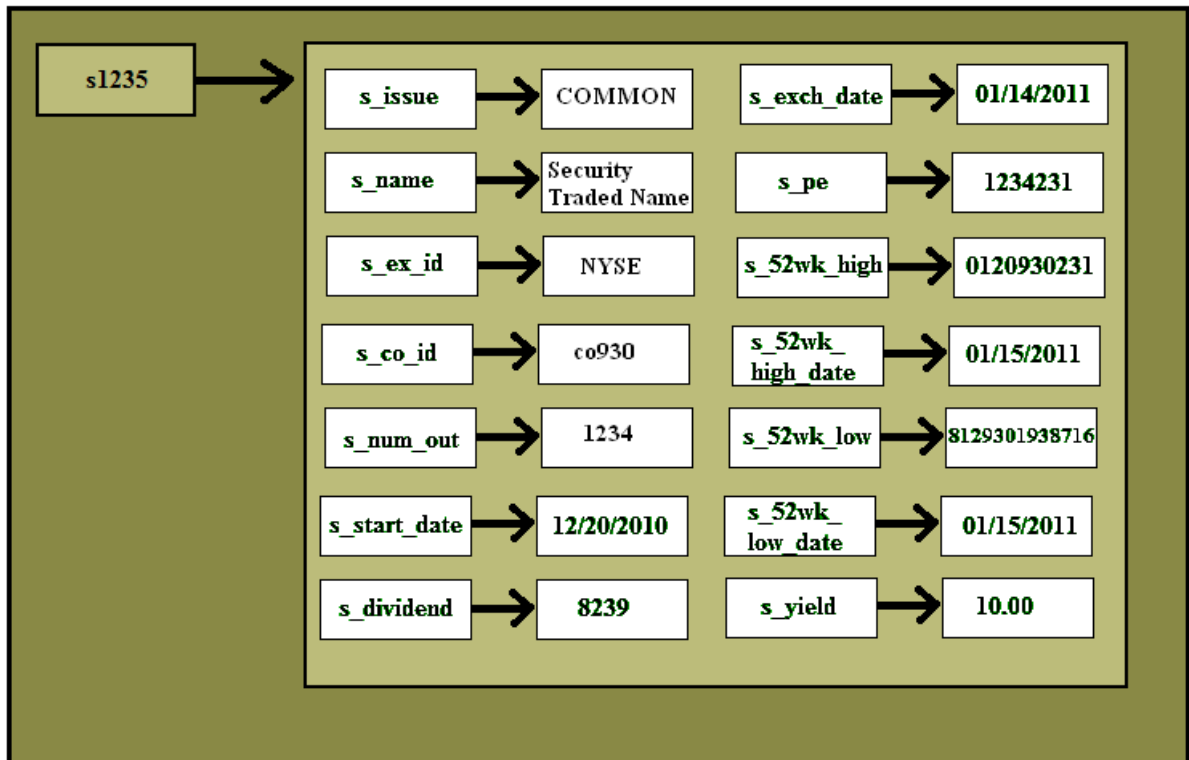 s1235
s_issue
COMMON
s_name
Security
Traded Name
s_ex_id
NYSE
s_co_id
co930
s_num_out
1234
s_start_date
12/20/2010
s_dividend
8239
s_exch_date
01/14/2011
s_pe
1234231
s_52wk_high
0120930231
s_52wk_
high_date
01/15/2011
s_52wk_low
8129301938716
s_52wk_
low_date
01/15/2011
s_yield
10.00